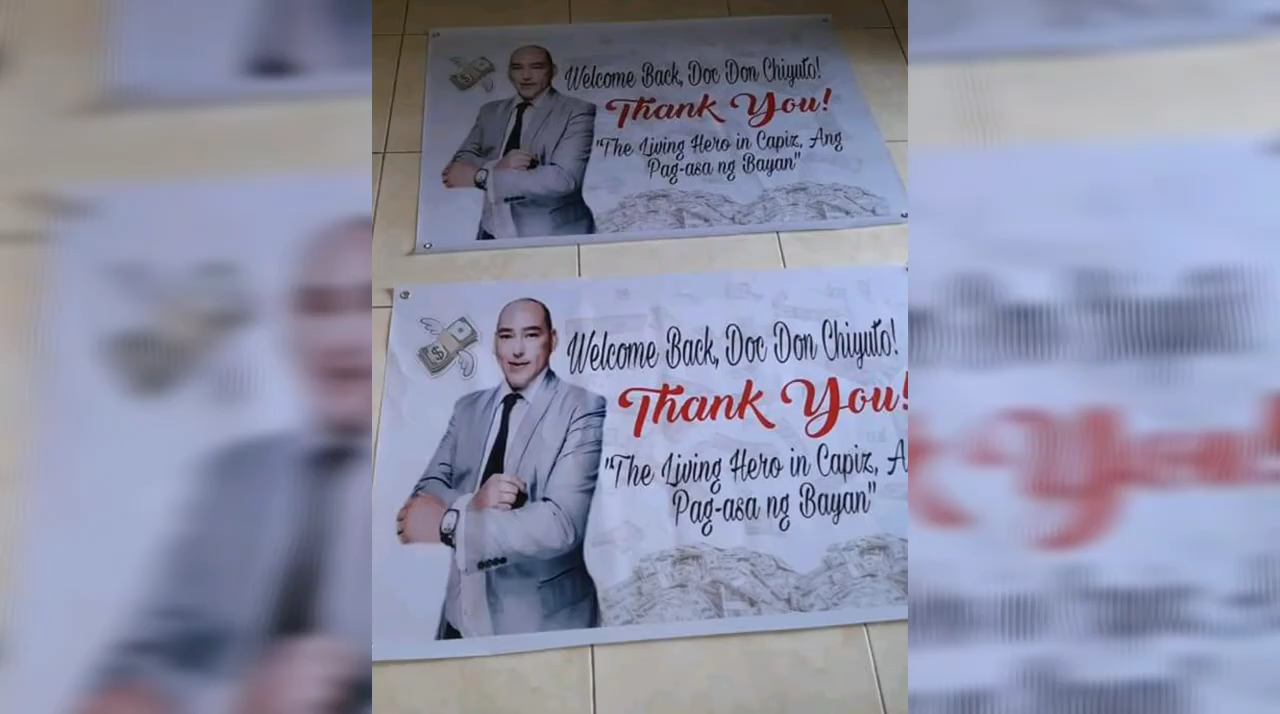 Welcome Back, Doc Don Chiyuto!
Thank You!
"The Living Hero in Capiz, Ang
Pag-asa ng Bayan"
Welcome Back, Doc Don Chiyuto!
Thank You!
"The Living Hero in Capiz, A
Pag-asa ng Bayan"